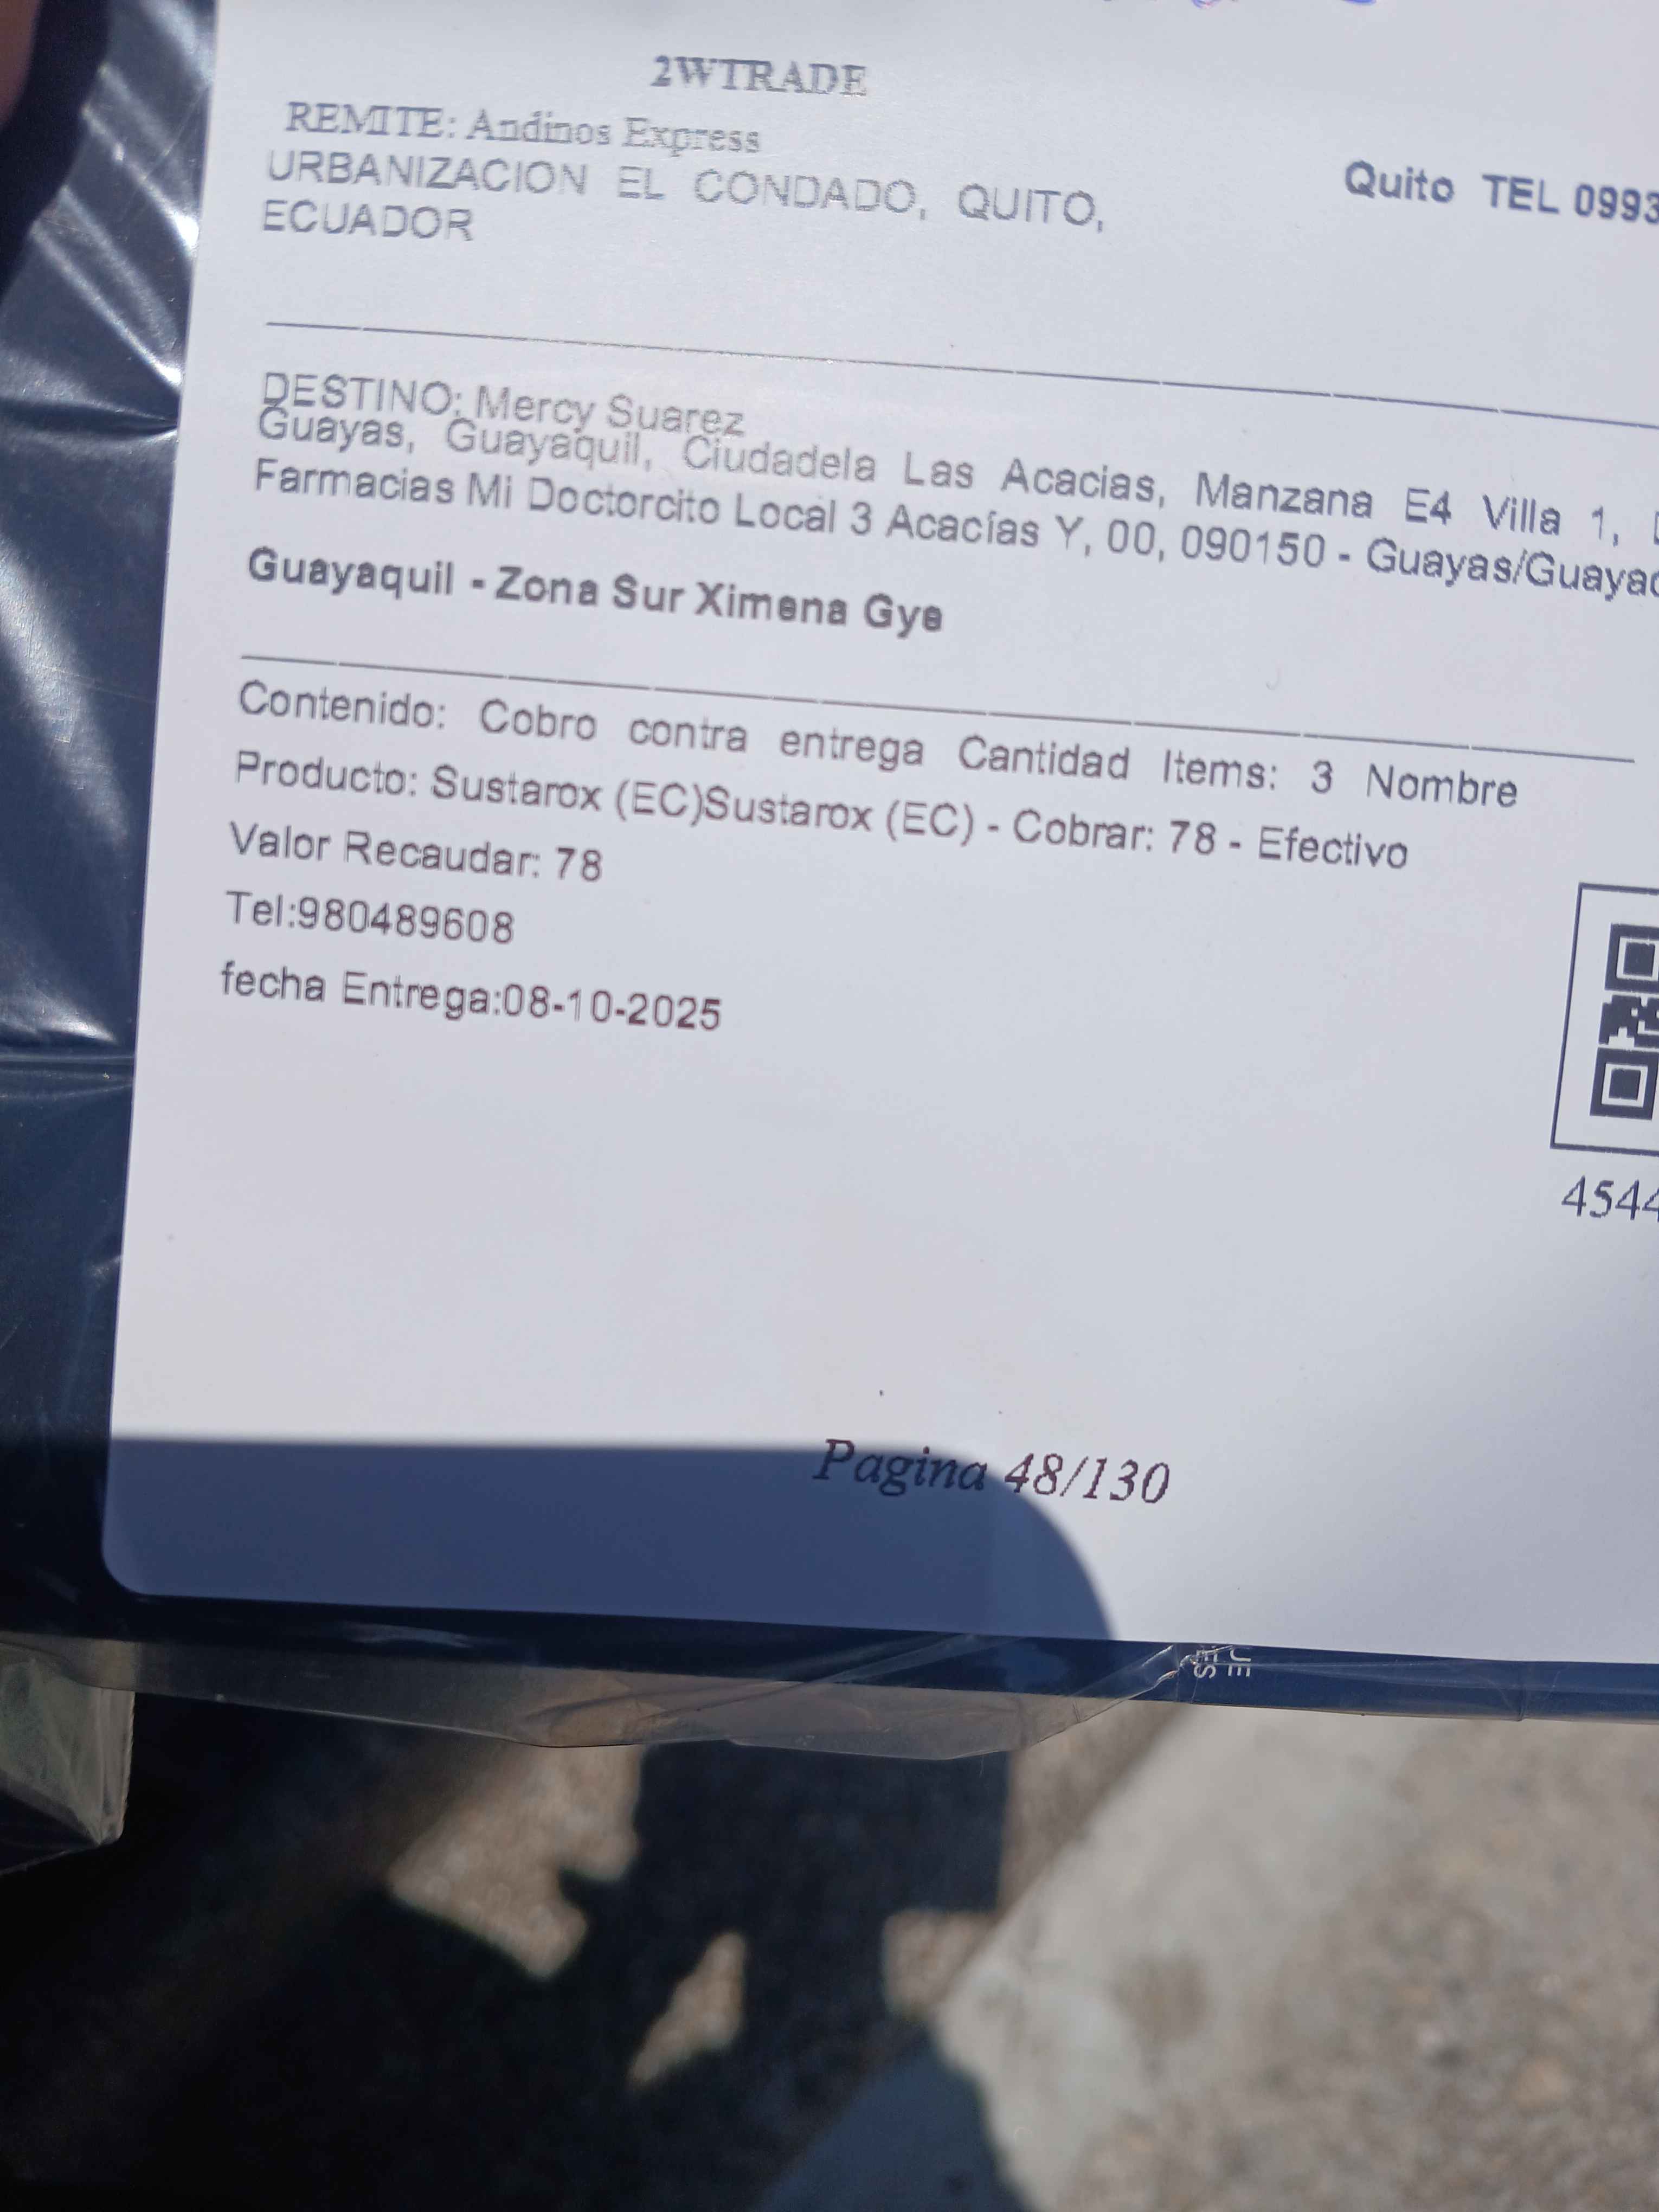 2WTRADE
REMITE: Andinos Express
URBANIZACION EL CONDADO, QUITO,
ECUADOR
Quito TEL 0993
DESTINO: Mercy Suarez
Guayas, Guayaquil, Ciudadela Las Acacias, Manzana E4 Villa 1,
Farmacias Mi Doctorcito Local 3 Acacías Y, 00, 090150 - Guayas/Guayaq
Guayaquil - Zona Sur Ximena Gye
Contenido: Cobro contra entrega Cantidad Items: 3 Nombre
Producto: Sustarox (EC)Sustarox (EC) - Cobrar: 78 - Efectivo
Valor Recaudar: 78
Tel:980489608
fecha Entrega:08-10-2025
4544
Pagina 48/130